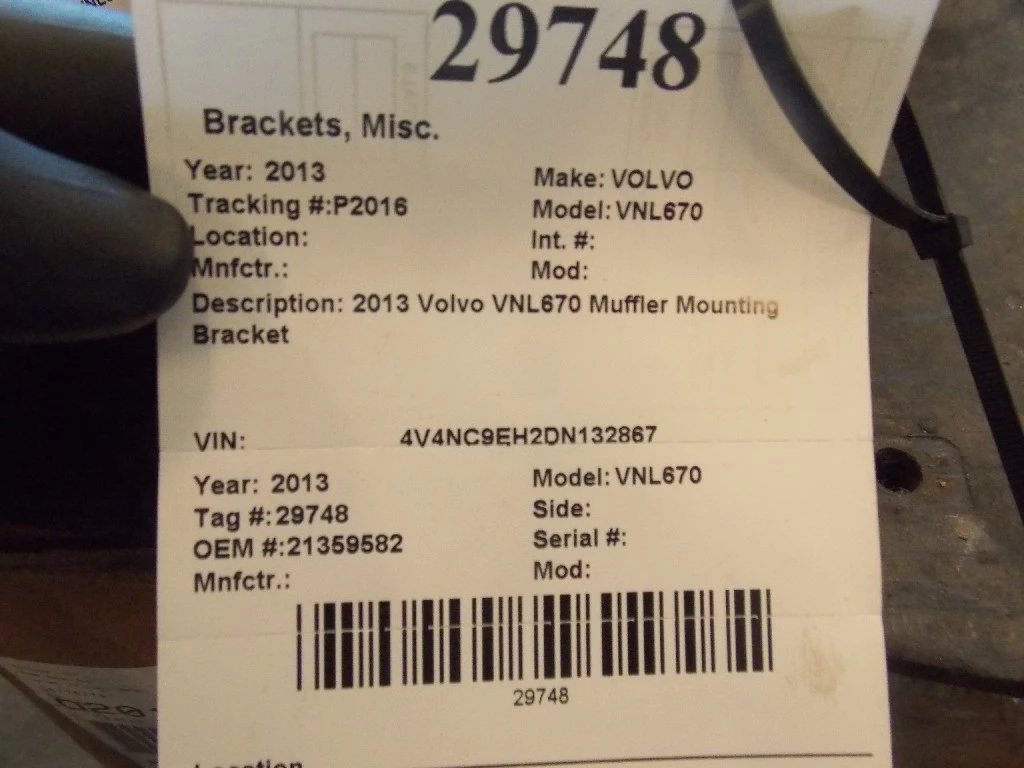 29748
Brackets, Misc.
Year: 2013 Make: VOLVO
Tracking #:P2016 Model: VNL670
Location: Int. #:
Mnfctr.: Mod:
Description: 2013 Volvo VNL670 Muffler Mounting
Bracket
VIN: 4V4NC9EH2DN132867
Year: 2013 Model: VNL670
Tag #:29748 Side:
OEM #:21359582 Serial #:
Mnfctr.: Mod:
29748
Location